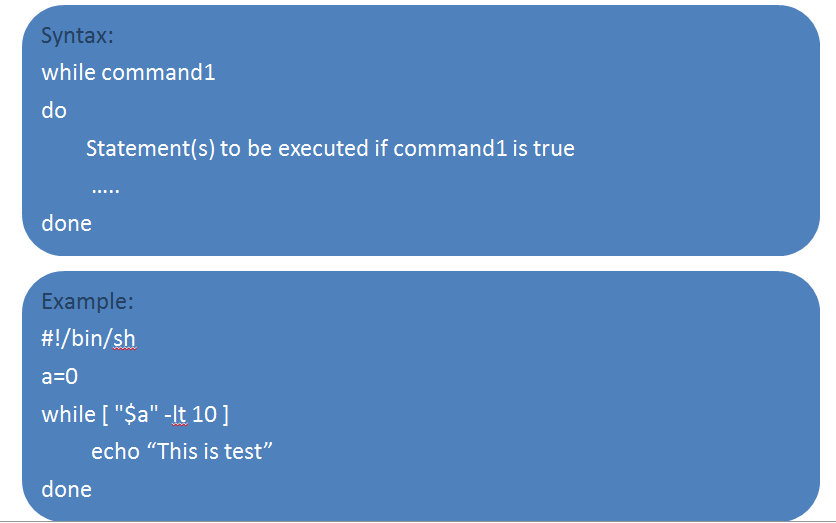 Syntax:
while command1
do
Statement(s) to be executed if command1 is true
.....
done
Example:
#!/bin/sh
a=0
while [ "$a" -lt 10 ]
echo “This is test”
done